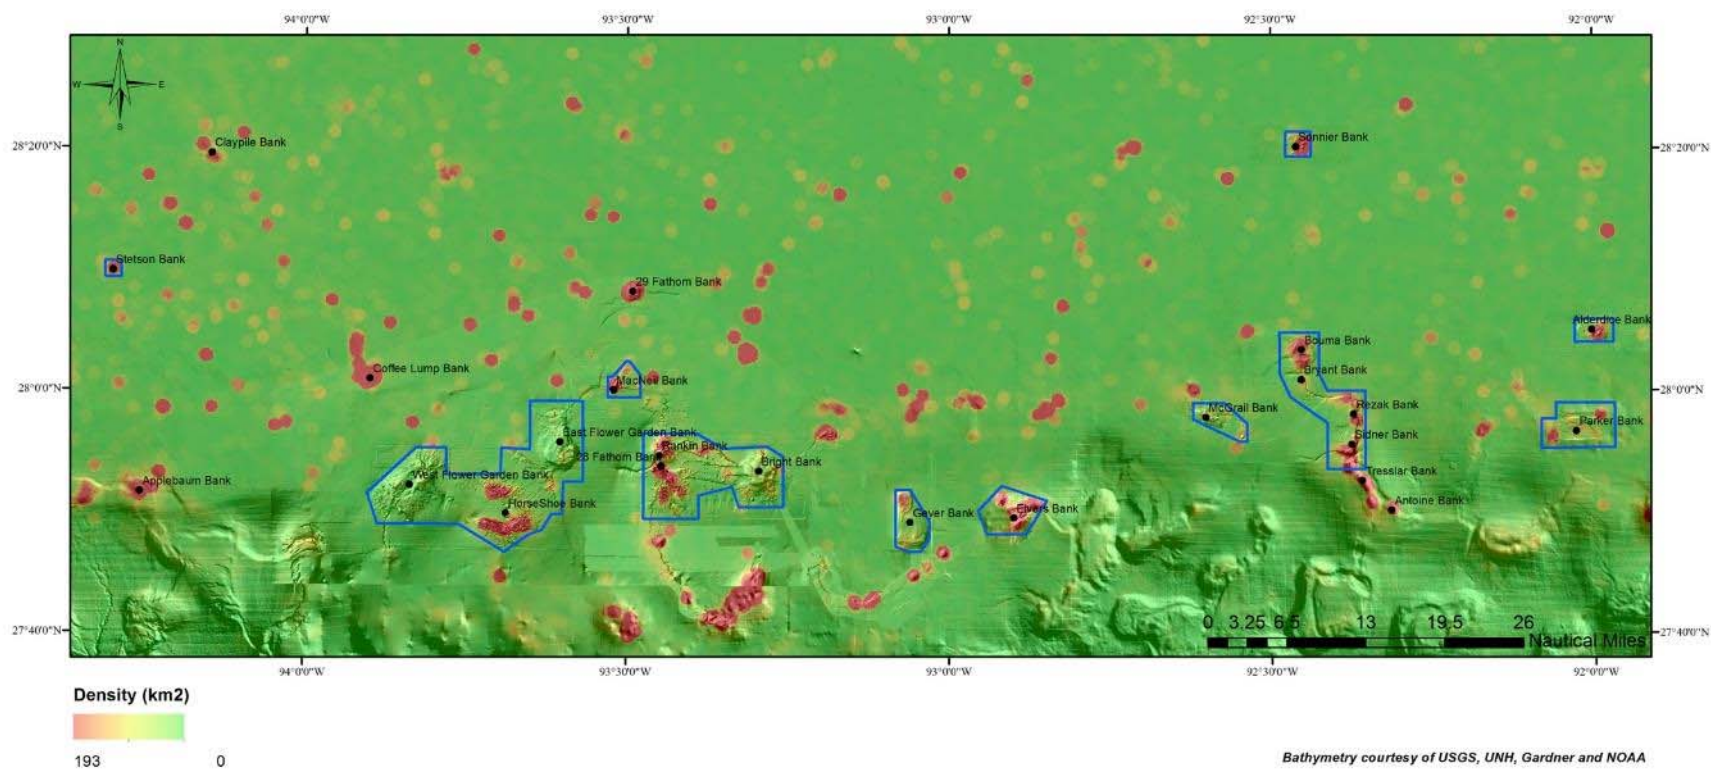 94°0'0"W 93°30'0"W 93°0'0"W 92°30'0"W 92°0'0"W
N
W E
S
28°20'0"N
Claypile Bank
Sonnier Bank
28°20'0"N
Stetson Bank
29 Fathom Bank
Alderdice Bank
Bouma Bank
Coffee Lump Bank
Bryant Bank
28°0'0"N
MacNeil Bank
28°0'0"N
McGrail Bank
Rezak Bank
Parker Bank
East Flower Garden Bank
Sidner Bank
Rankin Bank
28 Fathom Bank
Bright Bank
West Flower Garden Bank
Tresslar Bank
Applebaum Bank
HorseShoe Bank
Antoine Bank
Geyer Bank
Elvers Bank
0 3.25 6.5 13 19.5 26
Nautical Miles
27°40'0"N
27°40'0"N
94°0'0"W 93°30'0"W 93°0'0"W 92°30'0"W 92°0'0"W
Density (km2)
193 0
Bathymetry courtesy of USGS, UNH, Gardner and NOAA